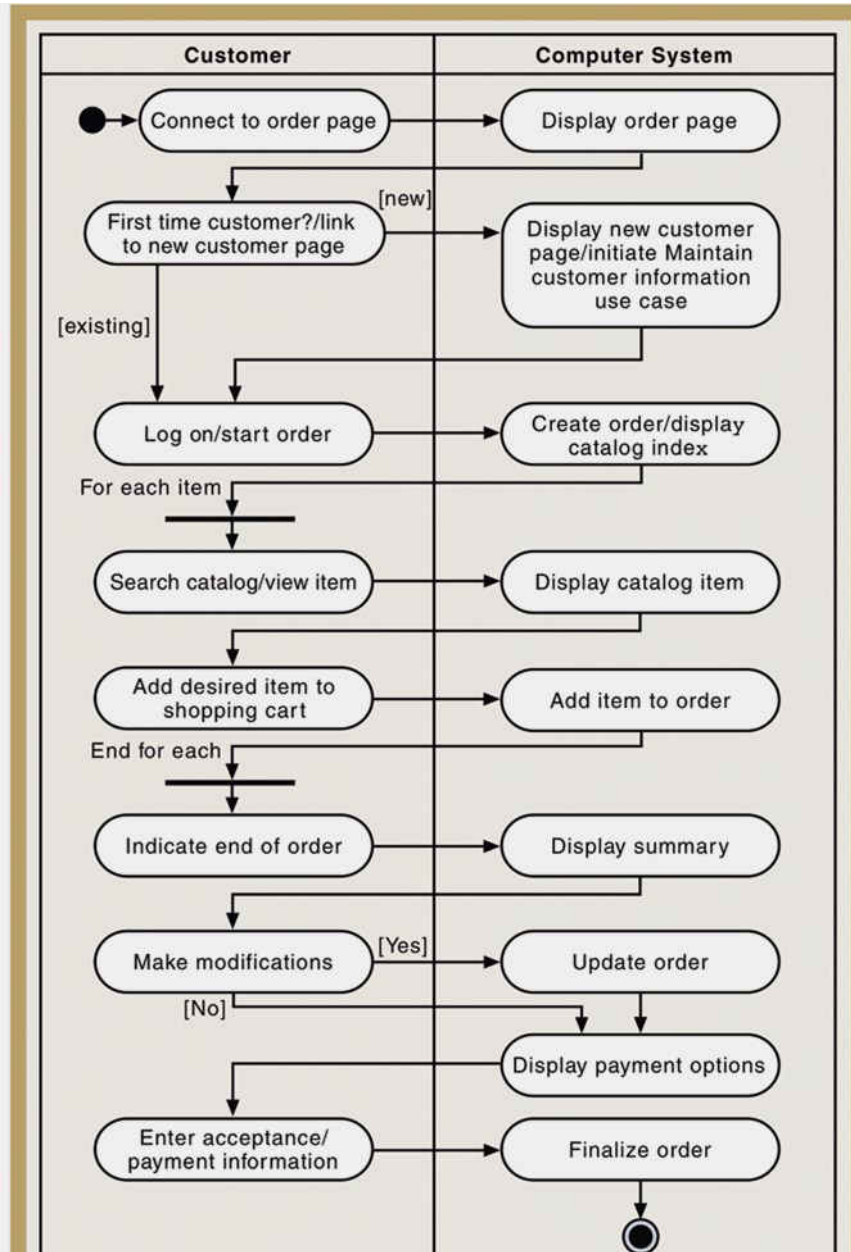 Customer
Computer System
Connect to order page
Display order page
[new]
First time customer?/link
to new customer page
Display new customer
page/initiate Maintain
customer information
use case
[existing]
Log on/start order
Create order/display
catalog index
For each item
Search catalog/view item
Display catalog item
Add desired item to
shopping cart
Add item to order
End for each
Indicate end of order
Display summary
Make modifications
[Yes]
Update order
[No]
Display payment options
Enter acceptance/
payment information
Finalize order